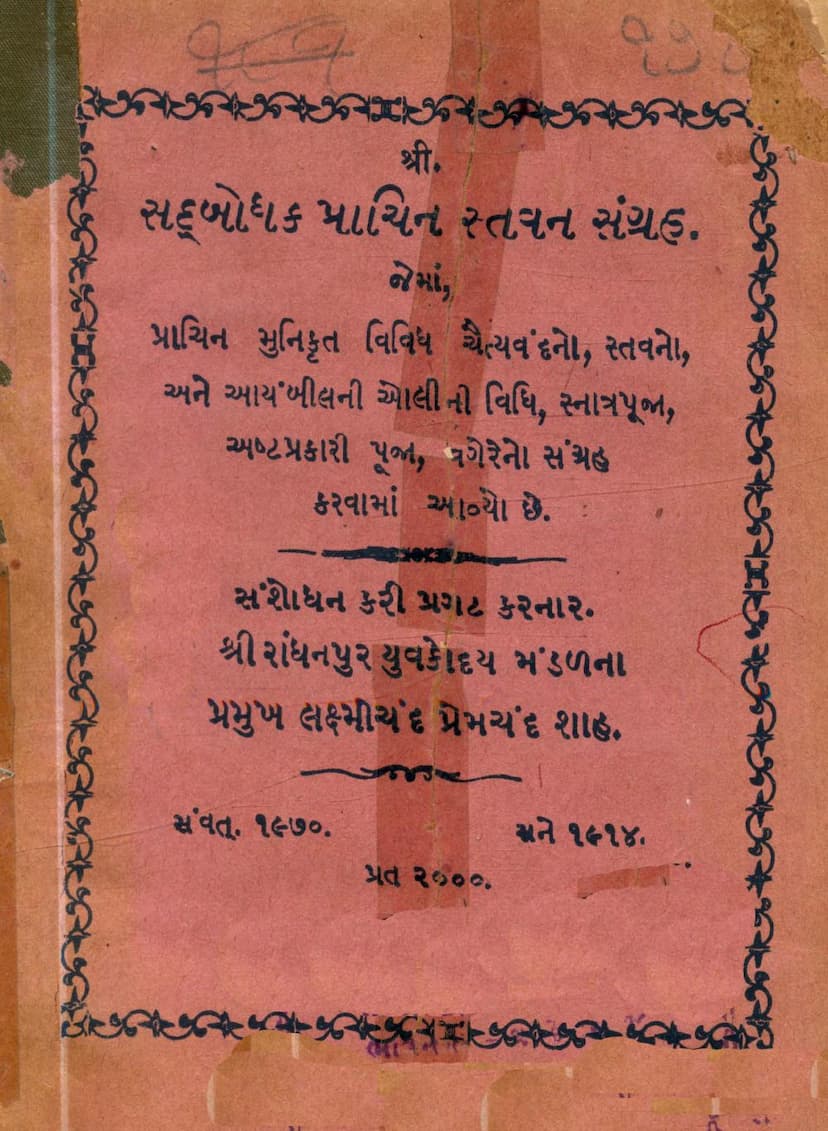 ૧૭૦
શ્રી.
સદ્બોધક પ્રાચિન સ્તવન સંગ્રહ.
જેમાં,
પ્રાચિન મુનિકૃત વિવિધ ચૈત્યવંદનો, સ્તવનો,
અને આયંબીલની ઓલીની વિધિ, સ્નાત્રપૂજા,
અષ્ટપ્રકારી પૂજા, વગેરેનો સંગ્રહ
કરવામાં આવ્યો છે.
સંશોધન કરી પ્રગટ કરનાર.
શ્રી રાંધનપુર યુવકોદય મંડળના
પ્રમુખ લક્ષ્મીચંદ પ્રેમચંદ શાહ.
સંવત્. ૧૯૭૦. સને ૧૯૧૪.
પ્રત ૨૦૦૦.